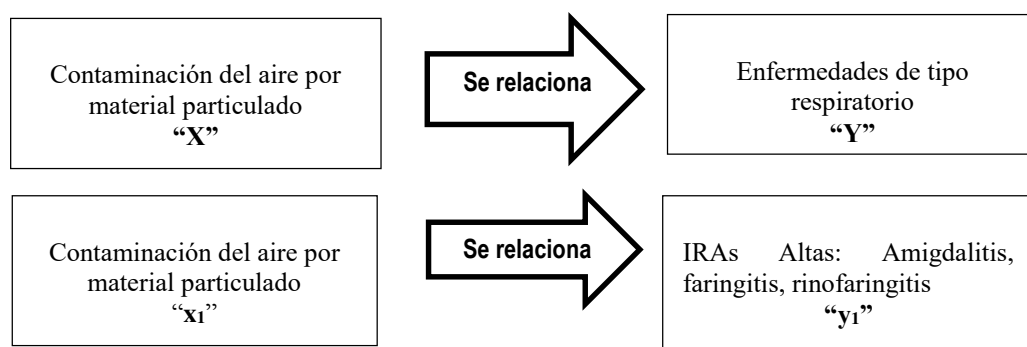 Contaminación del aire por
material particulado
“X”
Se relaciona
Enfermedades de tipo
respiratorio
“Y”
Contaminación del aire por
material particulado
“x₁”
Se relaciona
IRAs Altas: Amigdalitis,
faringitis, rinofaringitis
“y₁”